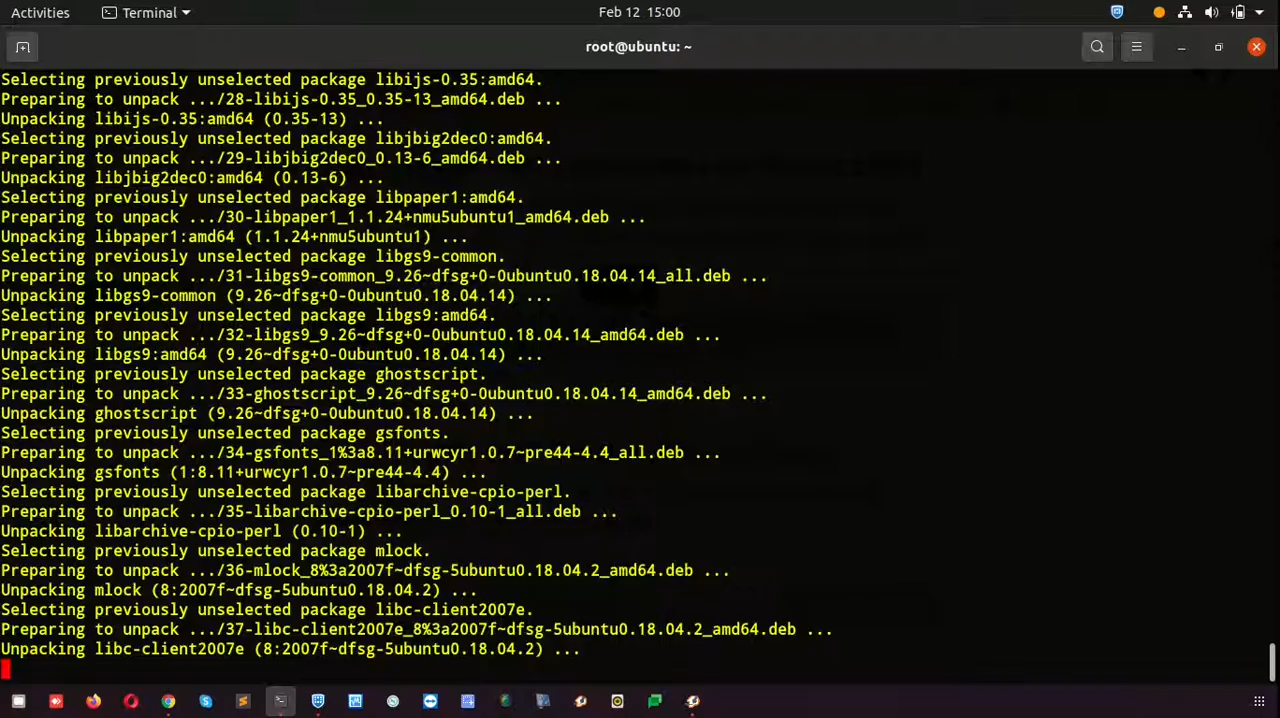 Activities
Terminal
Feb 12 15:00
root@ubuntu: ~
Selecting previously unselected package libijs-0.35:amd64.
Preparing to unpack .../28-libijs-0.35_0.35-13_amd64.deb ...
Unpacking libijs-0.35:amd64 (0.35-13) ...
Selecting previously unselected package libjbig2dec0:amd64.
Preparing to unpack .../29-libjbig2dec0_0.13-6_amd64.deb ...
Unpacking libjbig2dec0:amd64 (0.13-6) ...
Selecting previously unselected package libpaper1:amd64.
Preparing to unpack .../30-libpaper1_1.1.24+nmu5ubuntu1_amd64.deb ...
Unpacking libpaper1:amd64 (1.1.24+nmu5ubuntu1) ...
Selecting previously unselected package libgs9-common.
Preparing to unpack .../31-libgs9-common_9.26~dfsg+0-0ubuntu0.18.04.14_all.deb ...
Unpacking libgs9-common (9.26~dfsg+0-0ubuntu0.18.04.14) ...
Selecting previously unselected package libgs9:amd64.
Preparing to unpack .../32-libgs9_9.26~dfsg+0-0ubuntu0.18.04.14_amd64.deb ...
Unpacking libgs9:amd64 (9.26~dfsg+0-0ubuntu0.18.04.14) ...
Selecting previously unselected package ghostscript.
Preparing to unpack .../33-ghostscript_9.26~dfsg+0-0ubuntu0.18.04.14_amd64.deb ...
Unpacking ghostscript (9.26~dfsg+0-0ubuntu0.18.04.14) ...
Selecting previously unselected package gsfonts.
Preparing to unpack .../34-gsfonts_1%3a8.11+urwcyr1.0.7~pre44-4.4_all.deb ...
Unpacking gsfonts (1:8.11+urwcyr1.0.7~pre44-4.4) ...
Selecting previously unselected package libarchive-cpio-perl.
Preparing to unpack .../35-libarchive-cpio-perl_0.10-1_all.deb ...
Unpacking libarchive-cpio-perl (0.10-1) ...
Selecting previously unselected package mlock.
Preparing to unpack .../36-mlock_8%3a2007f~dfsg-5ubuntu0.18.04.2_amd64.deb ...
Unpacking mlock (8:2007f~dfsg-5ubuntu0.18.04.2) ...
Selecting previously unselected package libc-client2007e.
Preparing to unpack .../37-libc-client2007e_8%3a2007f~dfsg-5ubuntu0.18.04.2_amd64.deb ...
Unpacking libc-client2007e (8:2007f~dfsg-5ubuntu0.18.04.2) ...